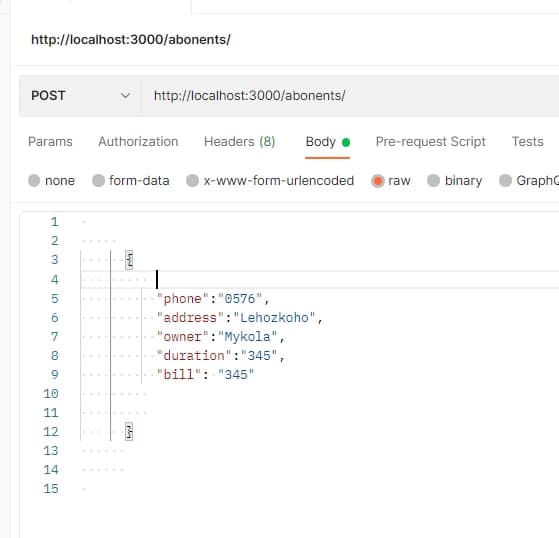 http://localhost:3000/abonents/
POST http://localhost:3000/abonents/
Params Authorization Headers (8) Body Pre-request Script Tests
none form-data x-www-form-urlencoded raw binary GraphQ
1
2
3 {
4
5 "phone":"0576",
6 "address":"Lehozkoho",
7 "owner":"Mykola",
8 "duration":"345",
9 "bill": "345"
10
11
12 }
13
14
15